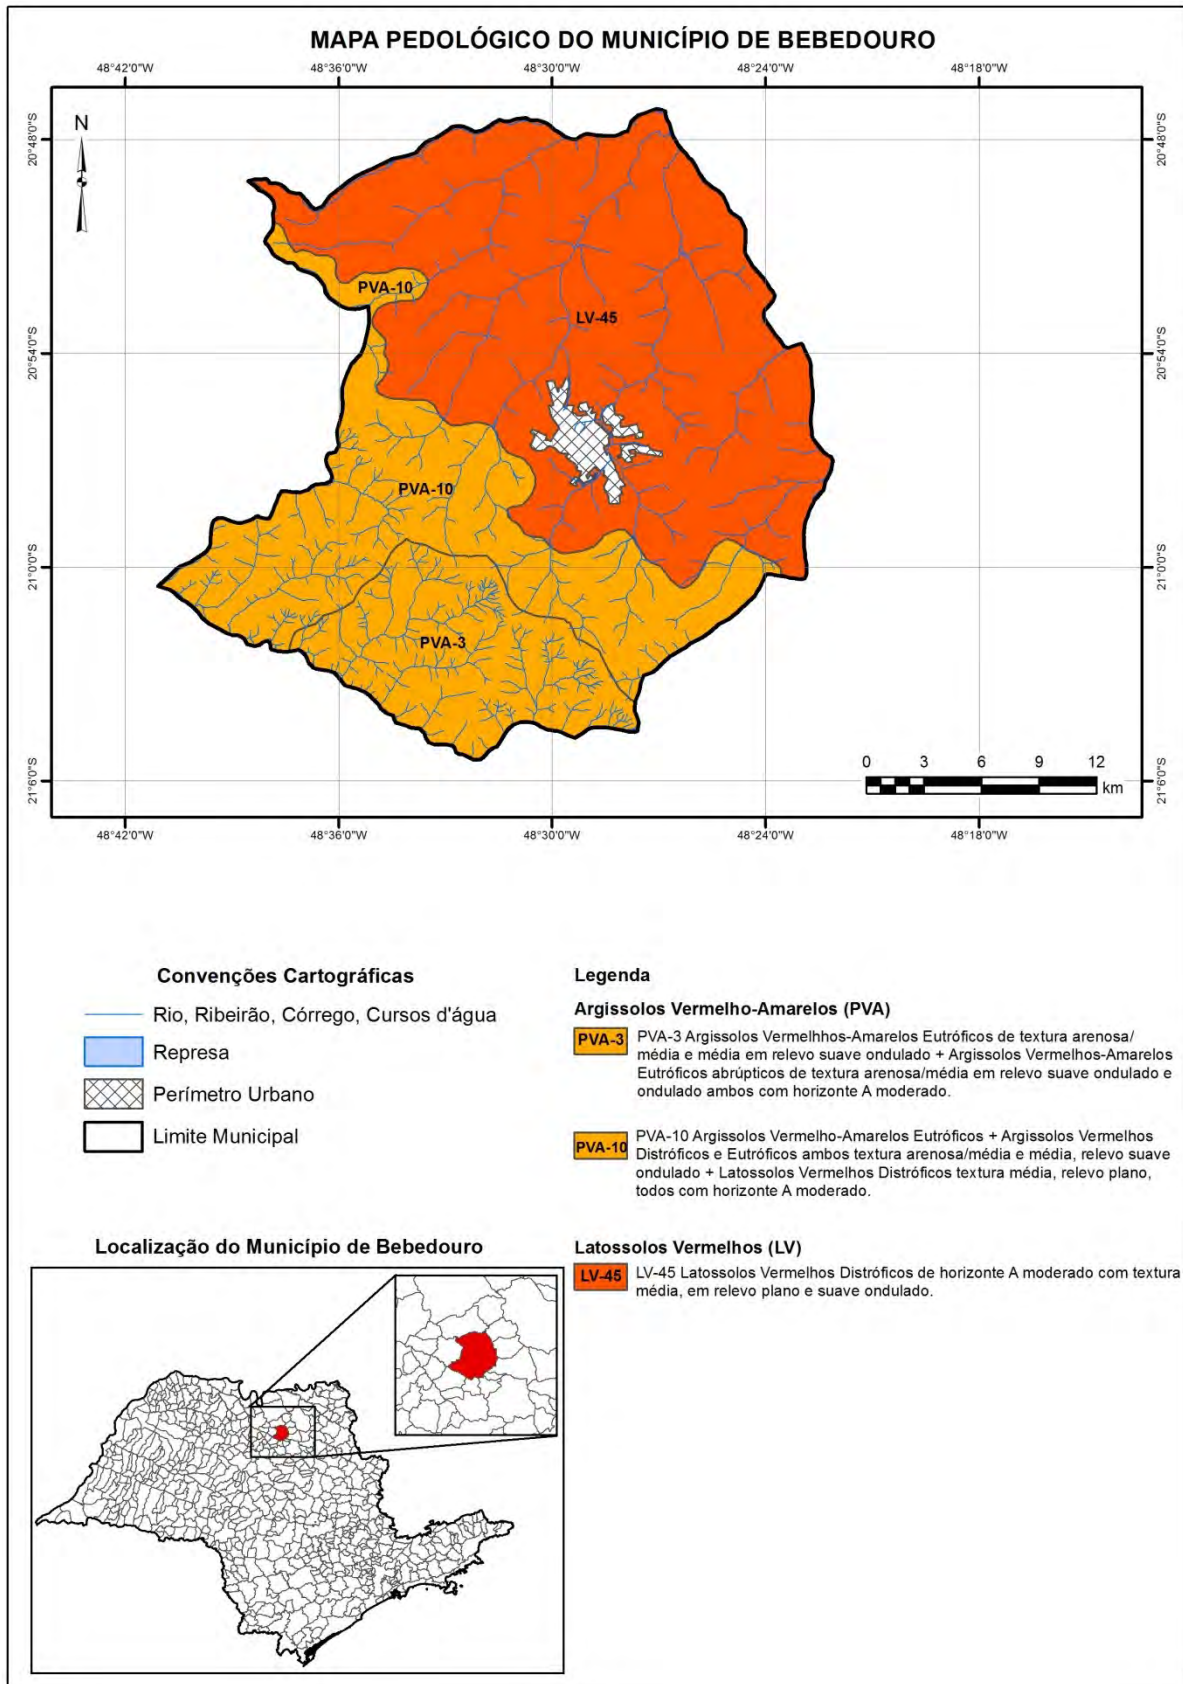 MAPA PEDOLÓGICO DO MUNICÍPIO DE BEBEDOURO
48°42'0"W
48°36'0"W
48°30'0"W
48°24'0"W
48°18'0"W
N
20°48'0"S
20°48'0"S
PVA-10
LV-45
20°54'0"S
20°54'0"S
PVA-10
21°0'0"S
21°0'0"S
PVA-3
0 3 6 9 12
km
21°6'0"S
21°6'0"S
48°42'0"W
48°36'0"W
48°30'0"W
48°24'0"W
48°18'0"W
Convenções Cartográficas
Rio, Ribeirão, Córrego, Cursos d'água
Represa
Perímetro Urbano
Limite Municipal
Legenda
Argissolos Vermelho-Amarelos (PVA)
PVA-3
PVA-3 Argissolos Vermelhhos-Amarelos Eutróficos de textura arenosa/
média e média em relevo suave ondulado + Argissolos Vermelhos-Amarelos
Eutróficos abrúpticos de textura arenosa/média em relevo suave ondulado e
ondulado ambos com horizonte A moderado.
PVA-10
PVA-10 Argissolos Vermelho-Amarelos Eutróficos + Argissolos Vermelhos
Distróficos e Eutróficos ambos textura arenosa/média e média, relevo suave
ondulado + Latossolos Vermelhos Distróficos textura média, relevo plano,
todos com horizonte A moderado.
Latossolos Vermelhos (LV)
LV-45
LV-45 Latossolos Vermelhos Distróficos de horizonte A moderado com textura
média, em relevo plano e suave ondulado.
Localização do Município de Bebedouro